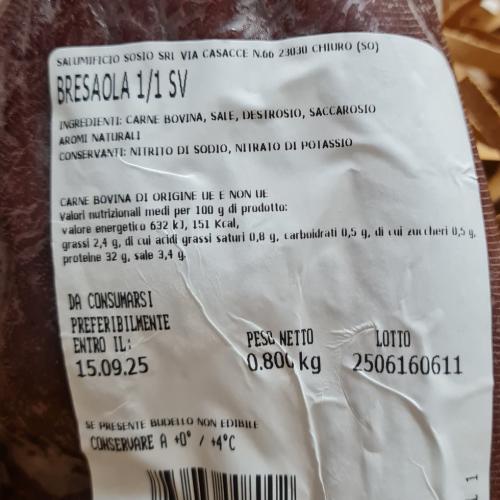 SALUMIFICIO SOSIO SRL VIA CASACCE N.66 23030 CHIURO (SO)
BRESAOLA 1/1 SV
INGREDIENTI: CARNE BOVINA, SALE, DESTROSIO, SACCAROSIO
AROMI NATURALI
CONSERVANTI: NITRITO DI SODIO, NITRATO DI POTASSIO
CARNE BOVINA DI ORIGINE UE E NON UE
Valori nutrizionali medi per 100 g di prodotto:
valore energetico 632 kJ, 151 Kcal,
grassi 2,4 g, di cui acidi grassi saturi 0,8 g, carboidrati 0,5 g, di cui zuccheri 0,5 g,
proteine 32 g, sale 3,4 g.
DA CONSUMARSI
PREFERIBILMENTE
ENTRO IL:
15.09.25
PESO NETTO
0.800 kg
LOTTO
2506160611
SE PRESENTE BUDELLO NON EDIBILE
CONSERVARE A +0° / +4°C